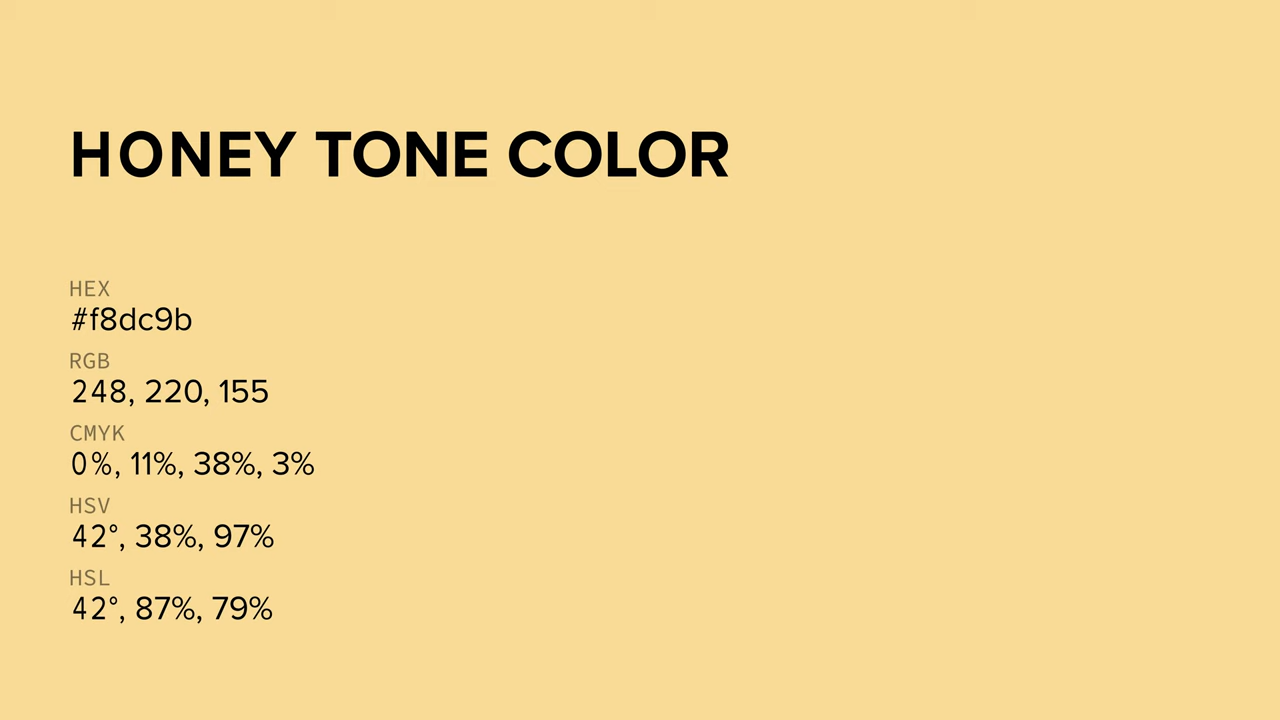 HONEY TONE COLOR
HEX
#f8dc9b
RGB
248, 220, 155
CMYK
0%, 11%, 38%, 3%
HSV
42°, 38%, 97%
HSL
42°, 87%, 79%